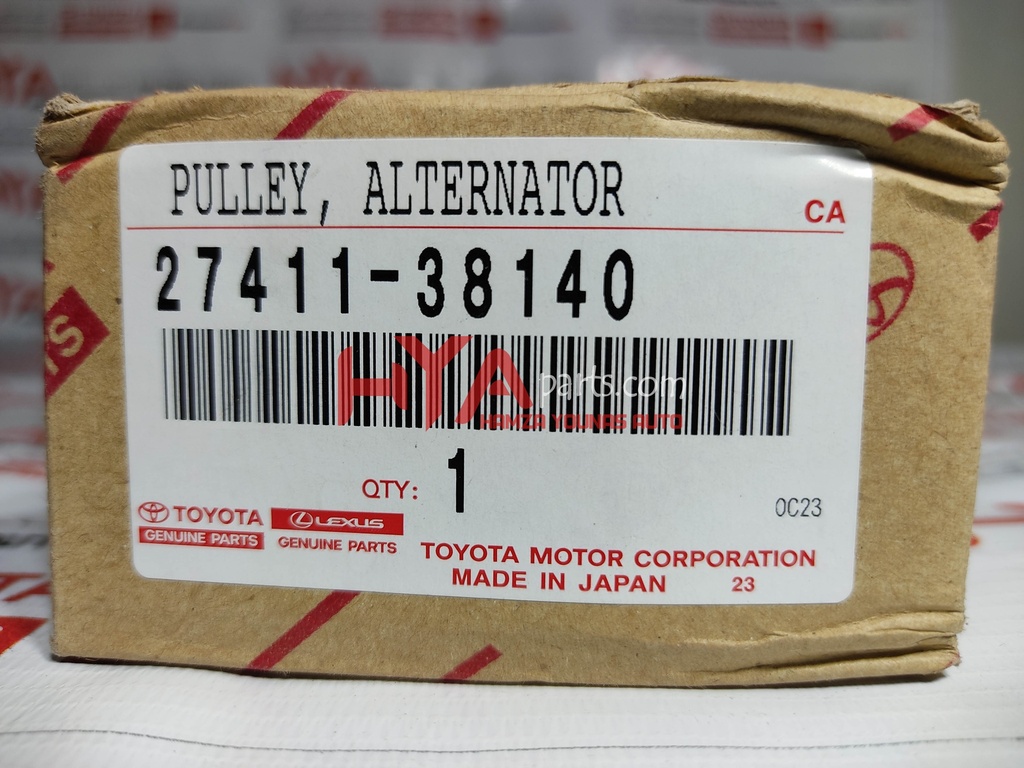 PULLEY, ALTERNATOR
CA
27411-38140
HYA parts.com
HAMZA YOUNAS AUTO
QTY: 1
0C23
TOYOTA
GENUINE PARTS
LEXUS
GENUINE PARTS
TOYOTA MOTOR CORPORATION
MADE IN JAPAN 23